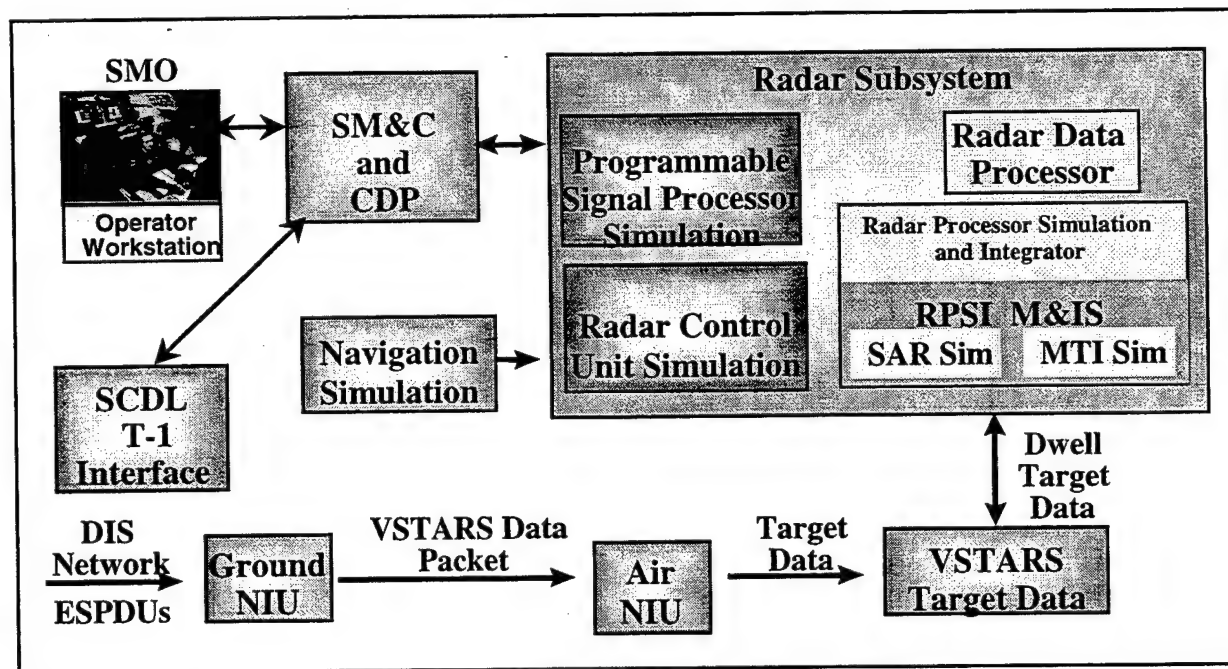 SMO
Operator
Workstation
SM&C
and
CDP
Radar Subsystem
Programmable
Signal Processor
Simulation
Radar Data
Processor
Radar Processor Simulation
and Integrator
RPSI M&IS
SAR Sim
MTI Sim
Radar Control
Unit Simulation
Navigation
Simulation
SCDL
T-1
Interface
Dwell
Target
Data
DIS
Network
ESPDUs
Ground
NIU
VSTARS Data
Packet
Air
NIU
Target
Data
VSTARS
Target Data